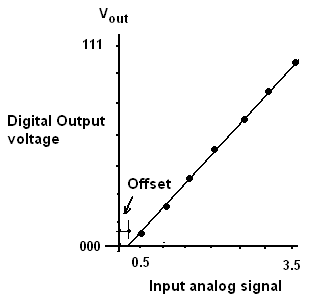 Vout
111
Digital Output
voltage
Offset
000
0.5
3.5
Input analog signal